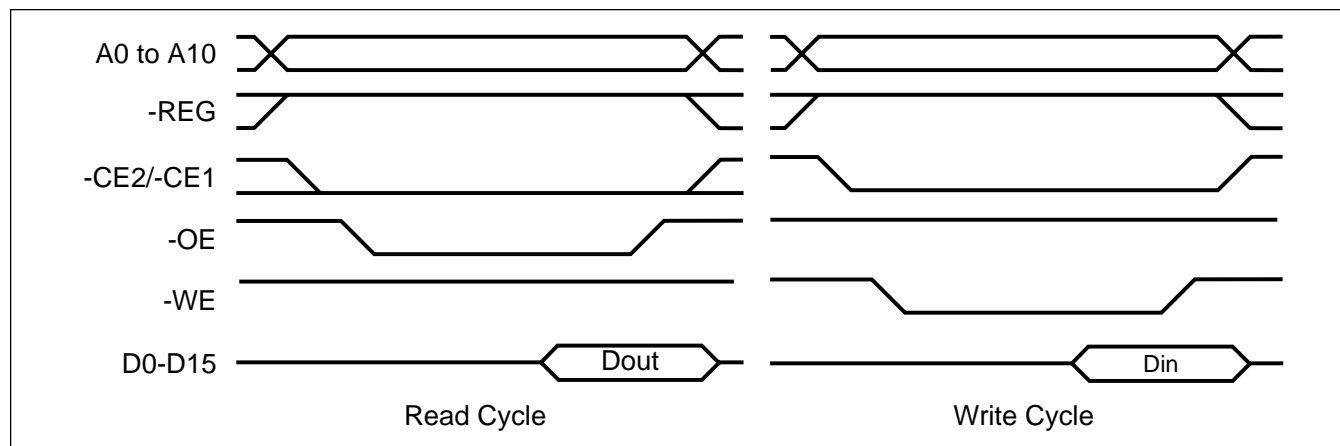 A0 to A10
-REG
-CE2/-CE1
-OE
-WE
D0-D15
Dout
Din
Read Cycle
Write Cycle